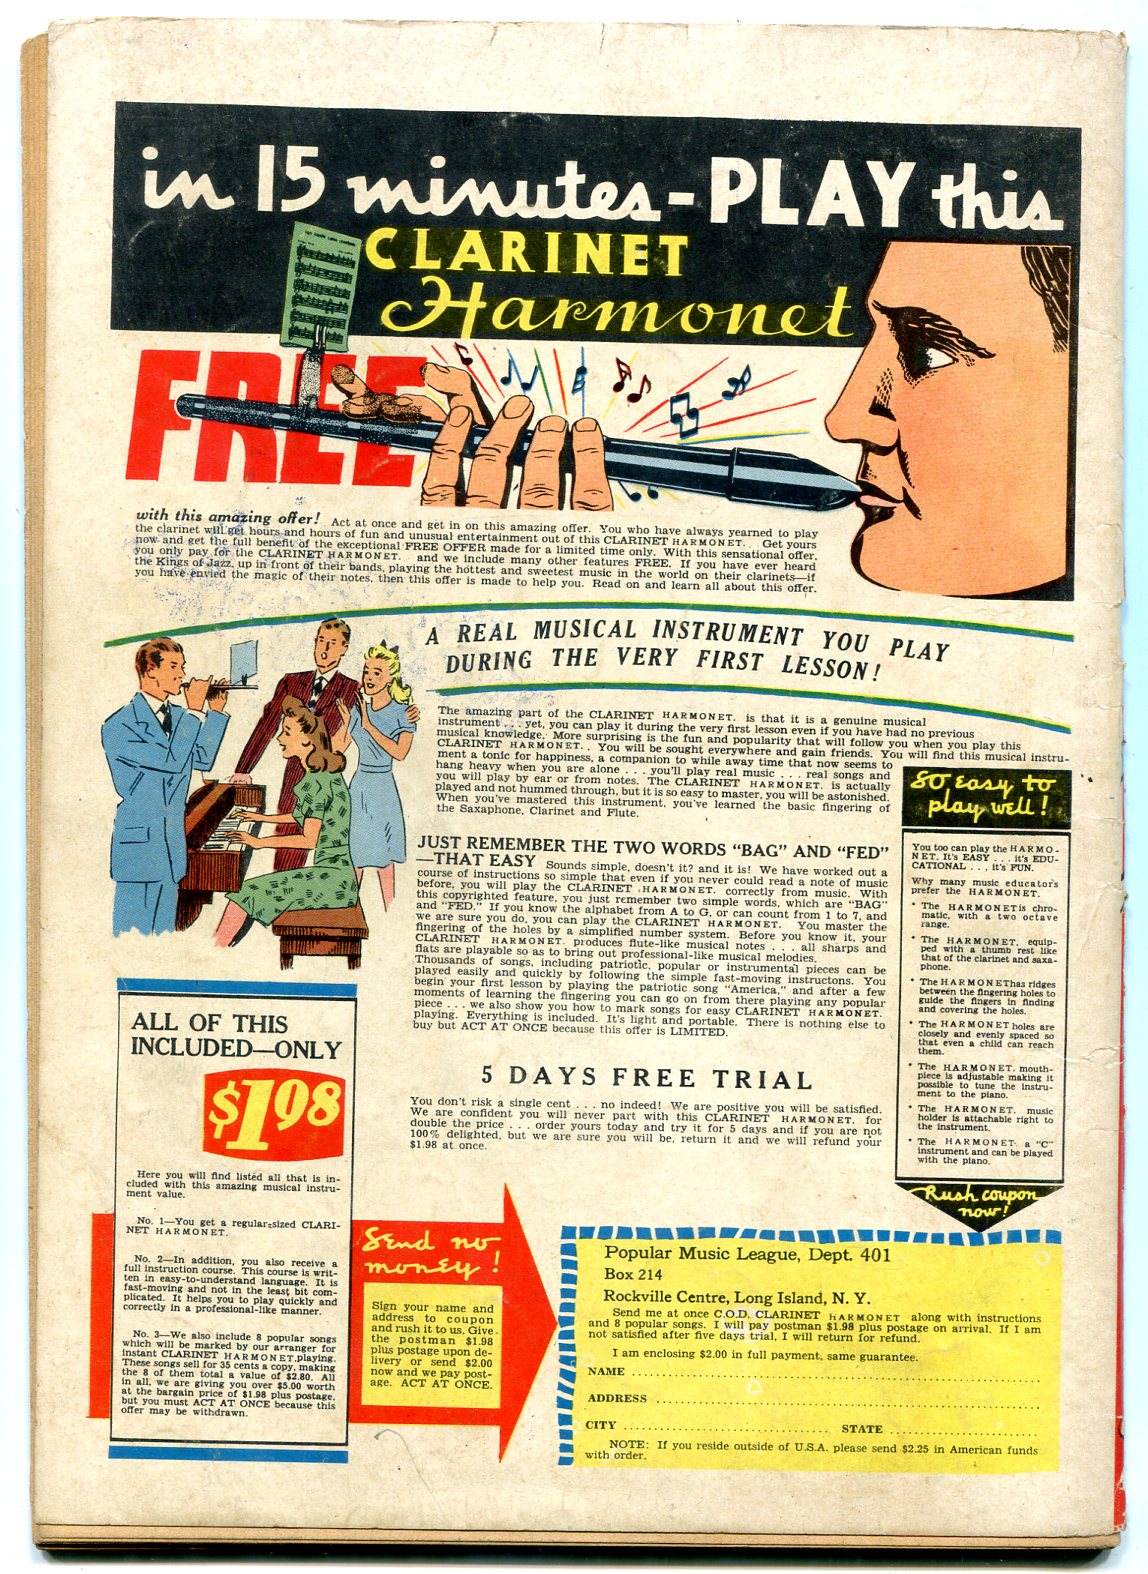 in 15 minutes - PLAY this
CLARINET
Harmonet
FREE
with this amazing offer! Act at once and get in on this amazing offer. You who have always yearned to play
the clarinet will get hours and hours of fun and unusual entertainment out of this CLARINET HARMONET. . Get yours
now and get the full benefit of the exceptional FREE OFFER made for a limited time only. With this sensational offer,
you only pay for the CLARINET HARMONET. . and we include many other features FREE. If you have ever heard
the Kings of Jazz, up in front of their bands, playing the hottest and sweetest music in the world on their clarinets—if
you have envied the magic of their notes, then this offer is made to help you. Read on and learn all about this offer.
A REAL MUSICAL INSTRUMENT YOU PLAY
DURING THE VERY FIRST LESSON!
The amazing part of the CLARINET HARMONET. is that it is a genuine musical
instrument . . . yet, you can play it during the very first lesson even if you have had no previous
musical knowledge. More surprising is the fun and popularity that will follow you when you play this
CLARINET HARMONET. . You will be sought everywhere and gain friends. You will find this musical instru-
ment a tonic for happiness, a companion to while away time that now seems to
hang heavy when you are alone . . . you'll play real music . . . real songs and
you will play by ear or from notes. The CLARINET HARMONET. is actually
played and not hummed through, but it is so easy to master, you will be astonished.
When you've mastered this instrument, you've learned the basic fingering of
the Saxaphone, Clarinet and Flute.
JUST REMEMBER THE TWO WORDS "BAG" AND "FED"
—THAT EASY Sounds simple, doesn't it? and it is! We have worked out a
course of instructions so simple that even if you never could read a note of music
before, you will play the CLARINET HARMONET. correctly from music. With
this copyrighted feature, you just remember two simple words, which are "BAG"
and "FED." If you know the alphabet from A to G, or can count from 1 to 7, and
we are sure you do, you can play the CLARINET HARMONET. You master the
fingering of the holes by a simplified number system. Before you know it, your
CLARINET HARMONET. produces flute-like musical notes . . . all sharps and
flats are playable so as to bring out professional-like musical melodies.
Thousands of songs, including patriotic, popular or instrumental pieces can be
played easily and quickly by following the simple fast-moving instructons. You
begin your first lesson by playing the patriotic song "America," and after a few
moments of learning the fingering you can go on from there playing any popular
piece . . . we also show you how to mark songs for easy CLARINET HARMONET.
playing. Everything is included. It's light and portable. There is nothing else to
buy but ACT AT ONCE because this offer is LIMITED.
5 DAYS FREE TRIAL
You don't risk a single cent . . . no indeed! We are positive you will be satisfied.
We are confident you will never part with this CLARINET HARMONET. for
double the price . . . order yours today and try it for 5 days and if you are not
100% delighted, but we are sure you will be, return it and we will refund your
$1.98 at once.
SO easy to
play well!
You too can play the HARMO-
NET. It's EASY . . . it's EDU-
CATIONAL . . . it's FUN.
Why many music educators
prefer the HARMONET.
• The HARMONET is chro-
matic, with a two octave
range.
• The HARMONET, equip-
ped with a thumb rest like
that of the clarinet and saxa-
phone.
• The HARMONET has ridges
between the fingering holes to
guide the fingers in finding
and covering the holes.
• The HARMONET holes are
closely and evenly spaced so
that even a child can reach
them.
• The HARMONET. mouth-
piece is adjustable making it
possible to tune the instru-
ment to the piano.
• The HARMONET. music
holder is attachable right to
the instrument.
• The HARMONET. a "C"
instrument and can be played
with the piano.
Rush coupon
now!
ALL OF THIS
INCLUDED—ONLY
$1.98
Here you will find listed all that is in-
cluded with this amazing musical instru-
ment value.
No. 1—You get a regular-sized CLARI-
NET HARMONET.
No. 2—In addition, you also receive a
full instruction course. This course is writ-
ten in easy-to-understand language. It is
fast-moving and not in the least bit com-
plicated. It helps you to play quickly and
correctly in a professional-like manner.
No. 3—We also include 8 popular songs
which will be marked by our arranger for
instant CLARINET HARMONET, playing.
These songs sell for 35 cents a copy, making
the 8 of them total a value of $2.80. All
in all, we are giving you over $5.00 worth
at the bargain price of $1.98 plus postage,
but you must ACT AT ONCE because this
offer may be withdrawn.
Send no
money!
Sign your name and
address to coupon
and rush it to us. Give
the postman $1.98
plus postage upon de-
livery or send $2.00
now and we pay post-
age. ACT AT ONCE.
Popular Music League, Dept. 401
Box 214
Rockville Centre, Long Island, N. Y.
Send me at once C.O.D. CLARINET HARMONET along with instructions
and 8 popular songs. I will pay postman $1.98 plus postage on arrival. If I am
not satisfied after five days trial, I will return for refund.
I am enclosing $2.00 in full payment, same guarantee.
NAME
ADDRESS
CITY STATE
NOTE: If you reside outside of U.S.A. please send $2.25 in American funds
with order.